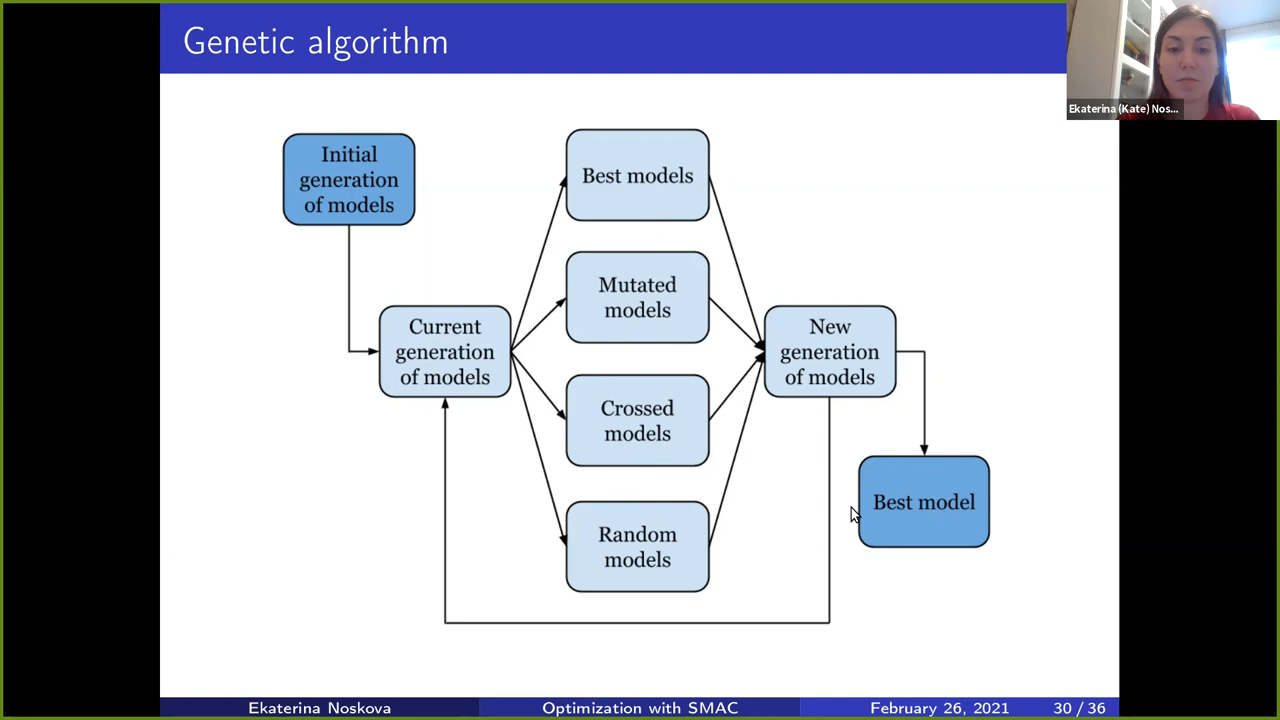 Genetic algorithm
Ekaterina (Kate) Nos...
Initial
generation
of models
Best models
Mutated
models
Current
generation
of models
New
generation
of models
Crossed
models
Best model
Random
models
Ekaterina Noskova
Optimization with SMAC
February 26, 2021
30 / 36